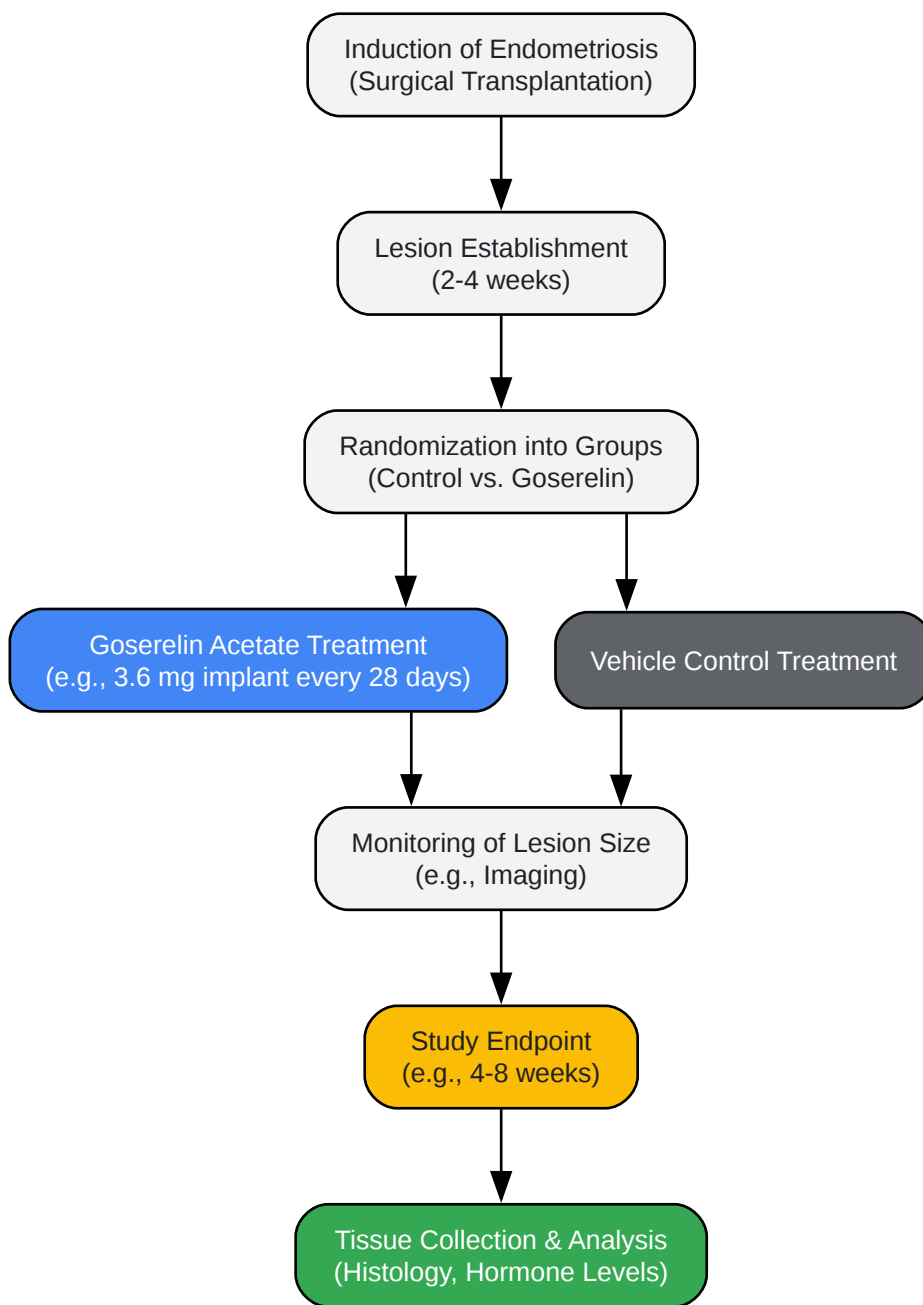 Induction of Endometriosis
(Surgical Transplantation)
Lesion Establishment
(2-4 weeks)
Randomization into Groups
(Control vs. Goserelin)
Goserelin Acetate Treatment
(e.g., 3.6 mg implant every 28 days)
Vehicle Control Treatment
Monitoring of Lesion Size
(e.g., Imaging)
Study Endpoint
(e.g., 4-8 weeks)
Tissue Collection & Analysis
(Histology, Hormone Levels)